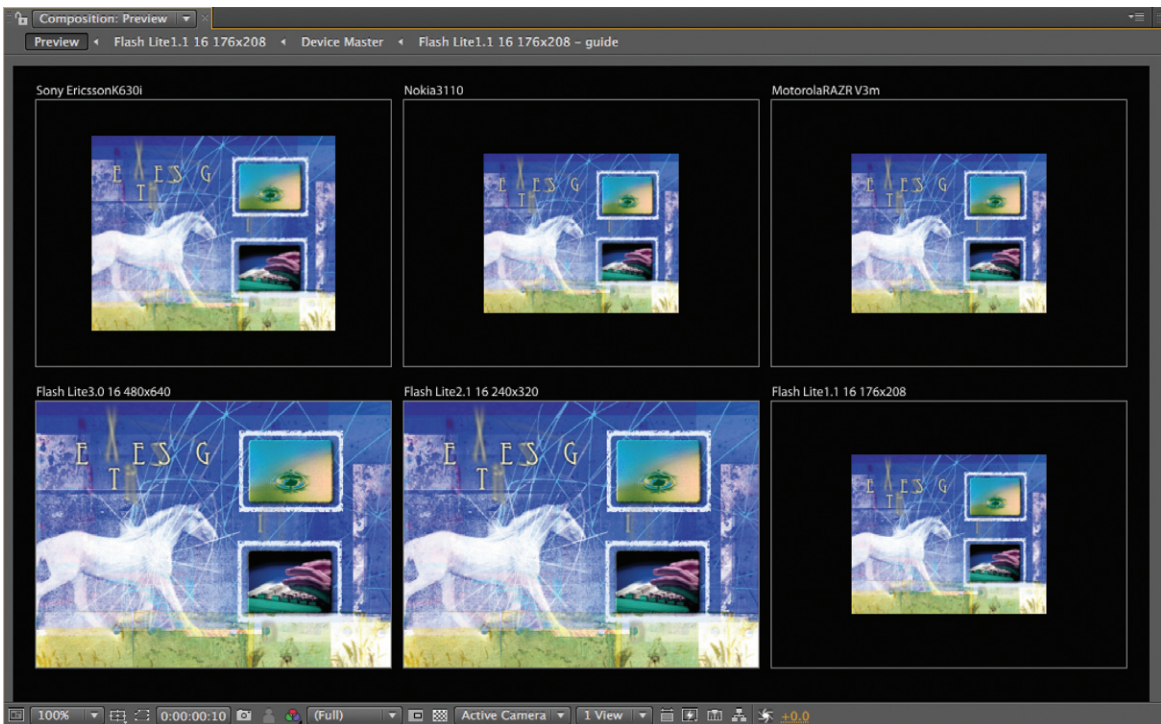 Composition: Preview
Preview Flash Lite1.1 16 176x208 Device Master Flash Lite1.1 16 176x208 – guide
Sony EricssonK630i Nokia3110 MotorolaRAZR V3m
E X E S G
T
E X E S G
T
E X E S G
T
Flash Lite3.0 16 480x640 Flash Lite2.1 16 240x320 Flash Lite1.1 16 176x208
E X E S G
T
E X E S G
T
E X E S G
T
100% 0:00:00:10 (Full) Active Camera 1 View +0.0